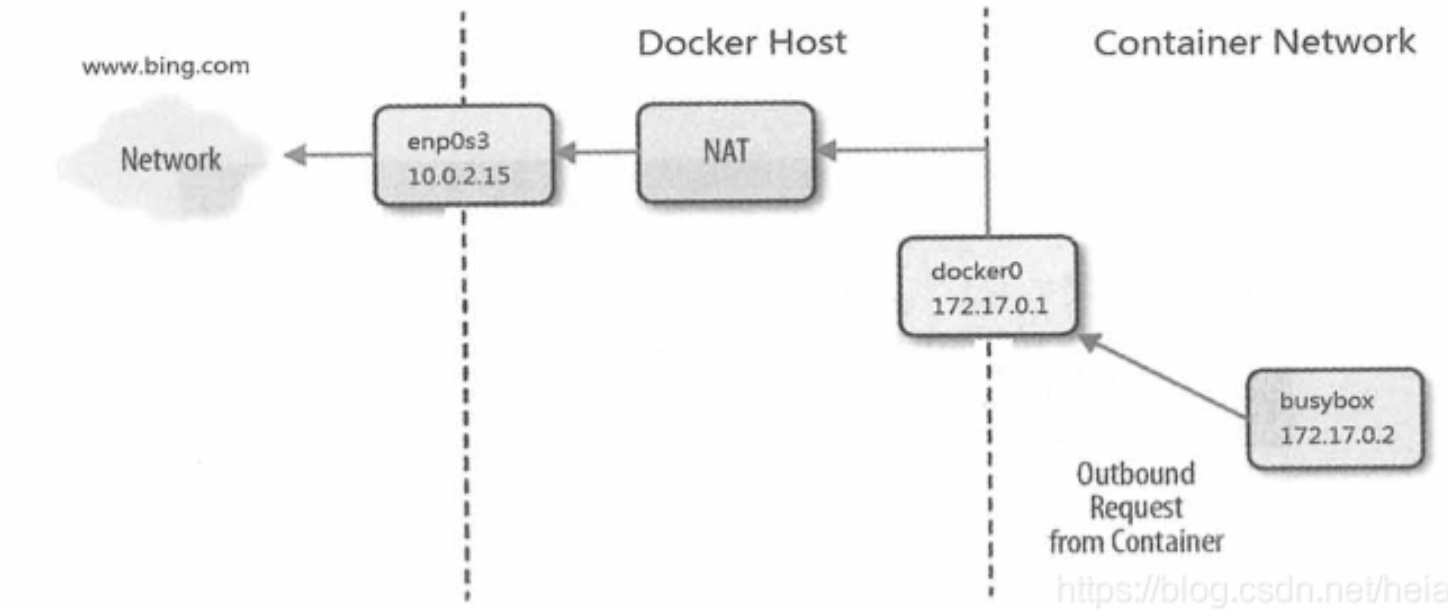 Docker Host
Container Network
www.bing.com
Network
enp0s3
10.0.2.15
NAT
docker0
172.17.0.1
busybox
172.17.0.2
Outbound
Request
from Container
https://blog.csdn.net/heia